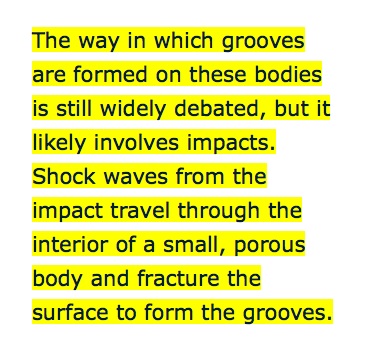 The way in which grooves
are formed on these bodies
is still widely debated, but it
likely involves impacts.
Shock waves from the
impact travel through the
interior of a small, porous
body and fracture the
surface to form the grooves.